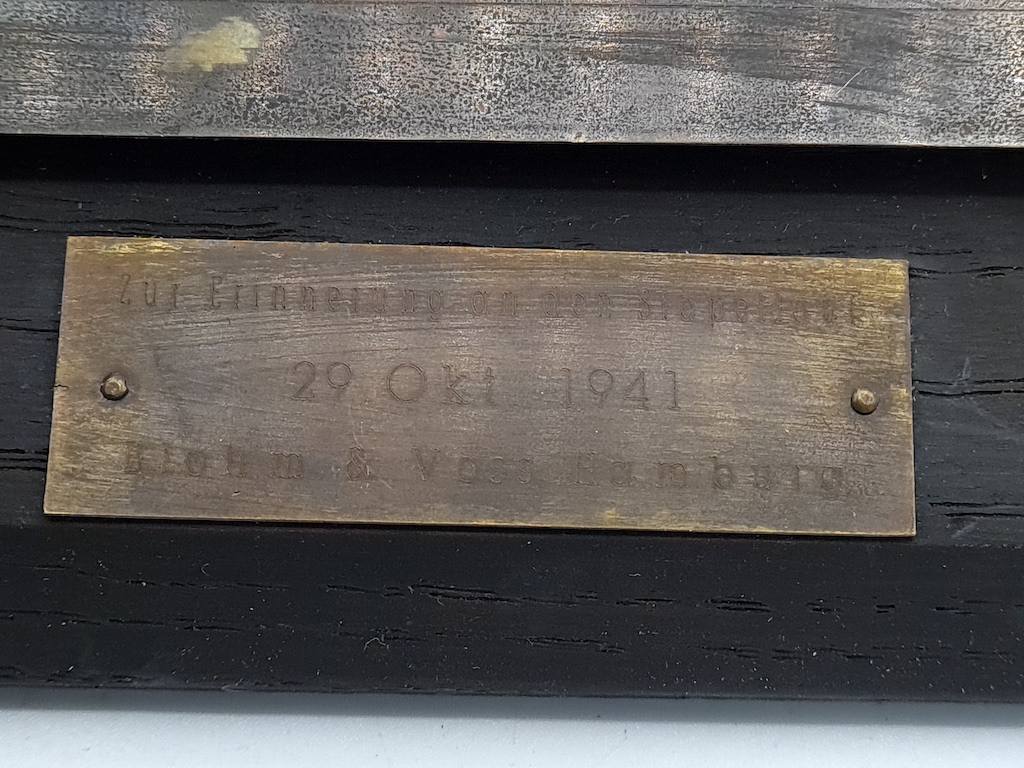 Zur Erinnerung an den Stapellauf
29 Okt 1941
Blohm & Voss Hamburg